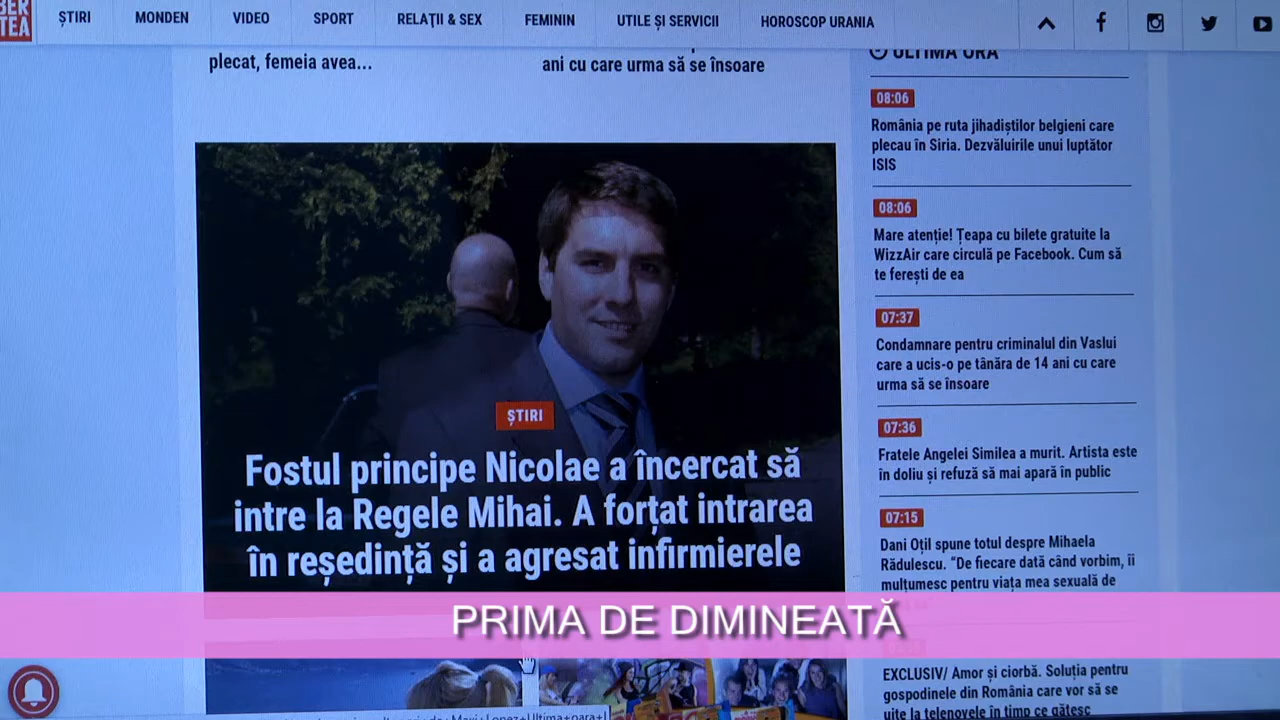 BER
TEA
ȘTIRI
MONDEN
VIDEO
SPORT
RELAŢII & SEX
FEMININ
UTILE ŞI SERVICII
HOROSCOP URANIA
plecat, femeia avea...
ani cu care urma să se însoare
ULTIMA ORĂ
08:06
România pe ruta jihadiștilor belgieni care
plecau în Siria. Dezvăluirile unui luptător
ISIS
08:06
Mare atenție! Țeapa cu bilete gratuite la
WizzAir care circulă pe Facebook. Cum să
te ferești de ea
07:37
Condamnare pentru criminalul din Vaslui
care a ucis-o pe tânăra de 14 ani cu care
urma să se însoare
07:36
Fratele Angelei Similea a murit. Artista este
în doliu și refuză să mai apară în public
07:15
Dani Oțil spune totul despre Mihaela
Rădulescu. "De fiecare dată când vorbim, îi
mulțumesc pentru viața mea sexuală de
EXCLUSIV/ Amor și ciorbă. Soluția pentru
gospodinele din România care vor să se
uite la telenovele în timp ce gătesc
ȘTIRI
Fostul principe Nicolae a încercat să
intre la Regele Mihai. A forțat intrarea
în reședință și a agresat infirmierele
PRIMA DE DIMINEATĂ